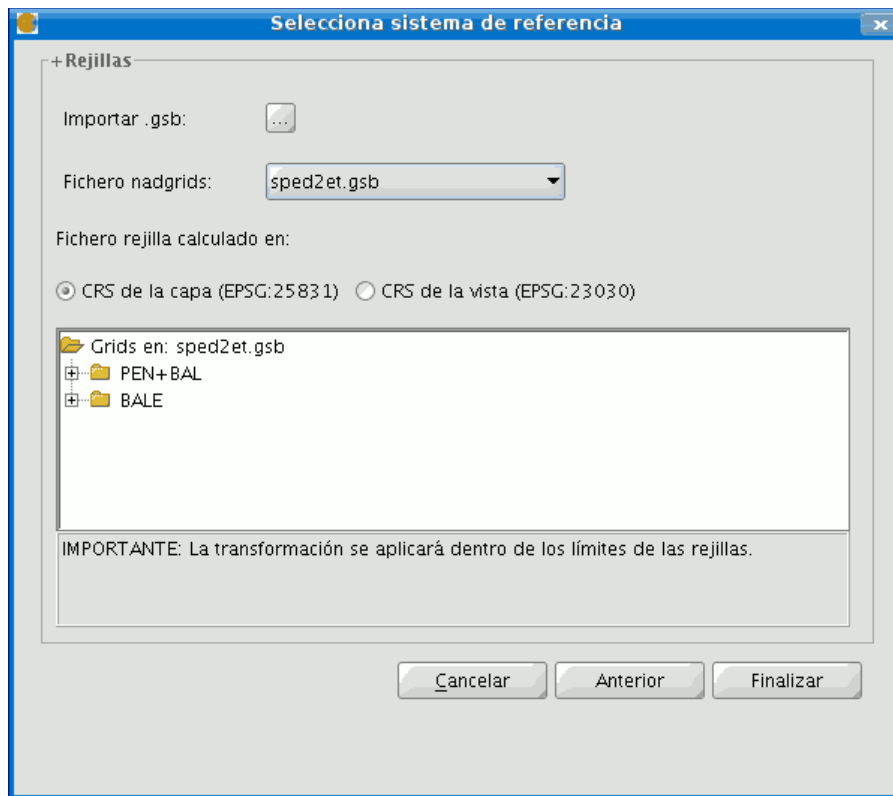 Selecciona sistema de referencia
+Rejillas
Importar .gsb: ...
Fichero nadgrids: sped2et.gsb
Fichero rejilla calculado en:
CRS de la capa (EPSG:25831) CRS de la vista (EPSG:23030)
Grids en: sped2et.gsb
PEN+BAL
BALE
IMPORTANTE: La transformación se aplicará dentro de los límites de las rejillas.
Cancelar Anterior Finalizar